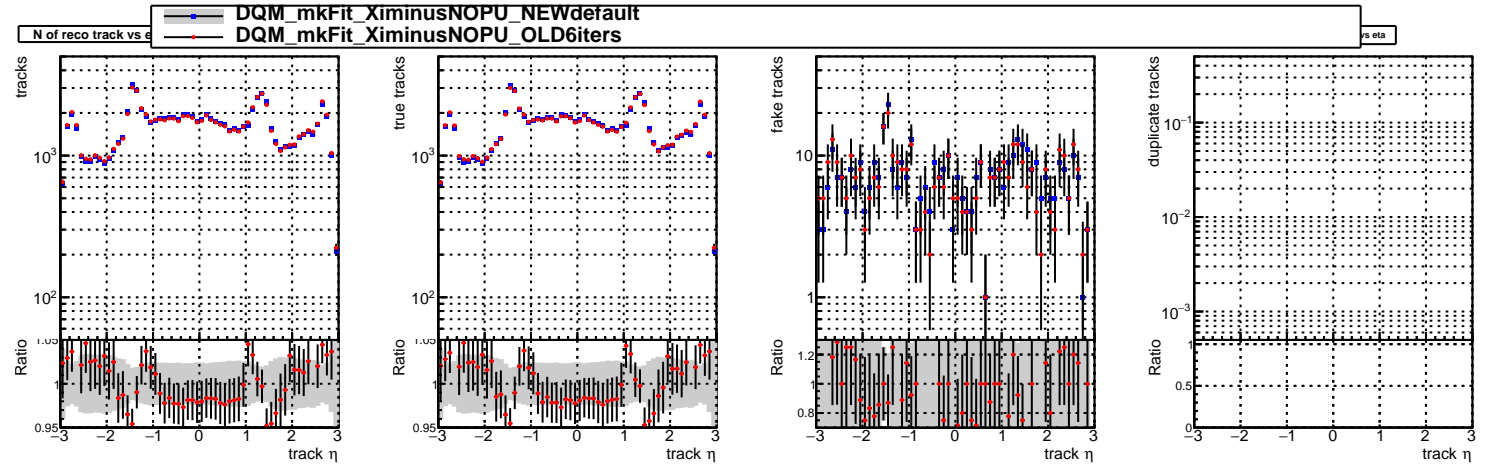 DQM_mkFit_XiminusNOPU_NEWdefault
DQM_mkFit_XiminusNOPU_OLD6iters
N of reco track vs e
vs eta
tracks
10³
10²
Ratio
1.05
1
0.95
−3 −2 −1 0 1 2 3
track η
true tracks
10³
10²
Ratio
1.05
1
0.95
−3 −2 −1 0 1 2 3
track η
fake tracks
10
1
Ratio
1.2
1
0.8
−3 −2 −1 0 1 2 3
track η
duplicate tracks
10⁻¹
10⁻²
10⁻³
Ratio
1
0.5
0
−3 −2 −1 0 1 2 3
track η